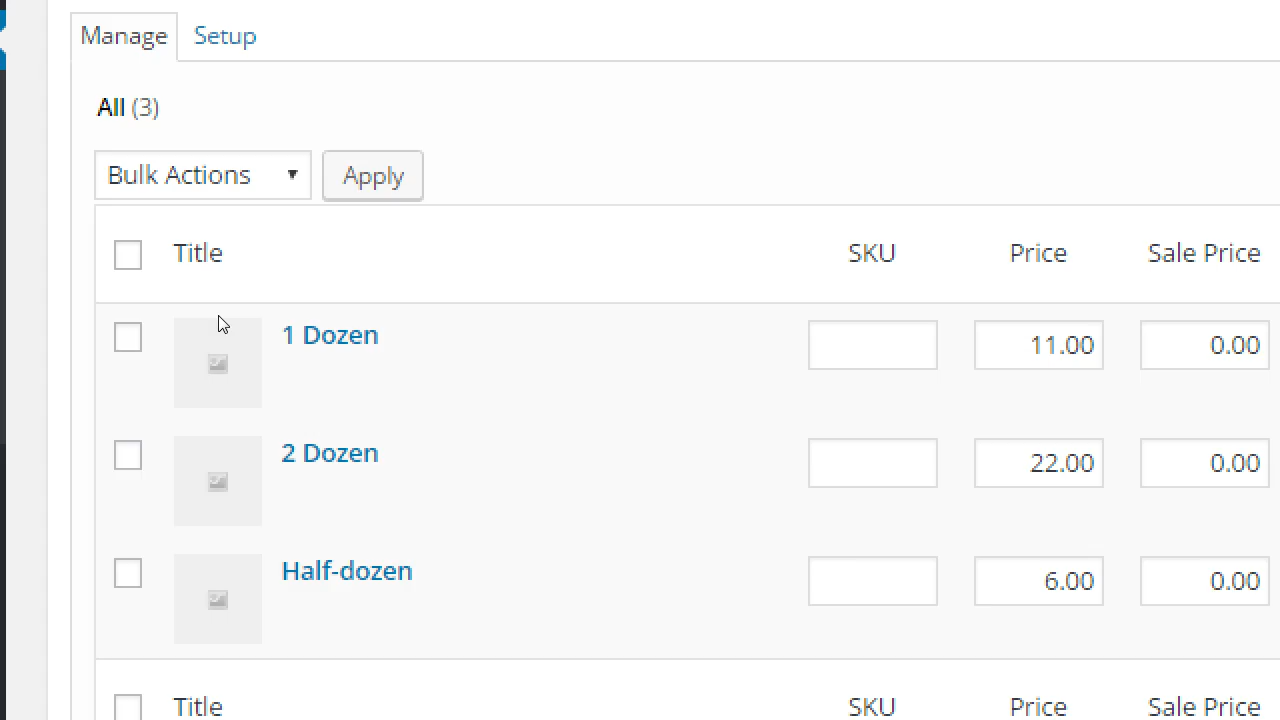 Manage Setup
All (3)
Bulk Actions Apply
Title SKU Price Sale Price
1 Dozen 11.00 0.00
2 Dozen 22.00 0.00
Half-dozen 6.00 0.00
Title SKU Price Sale Price